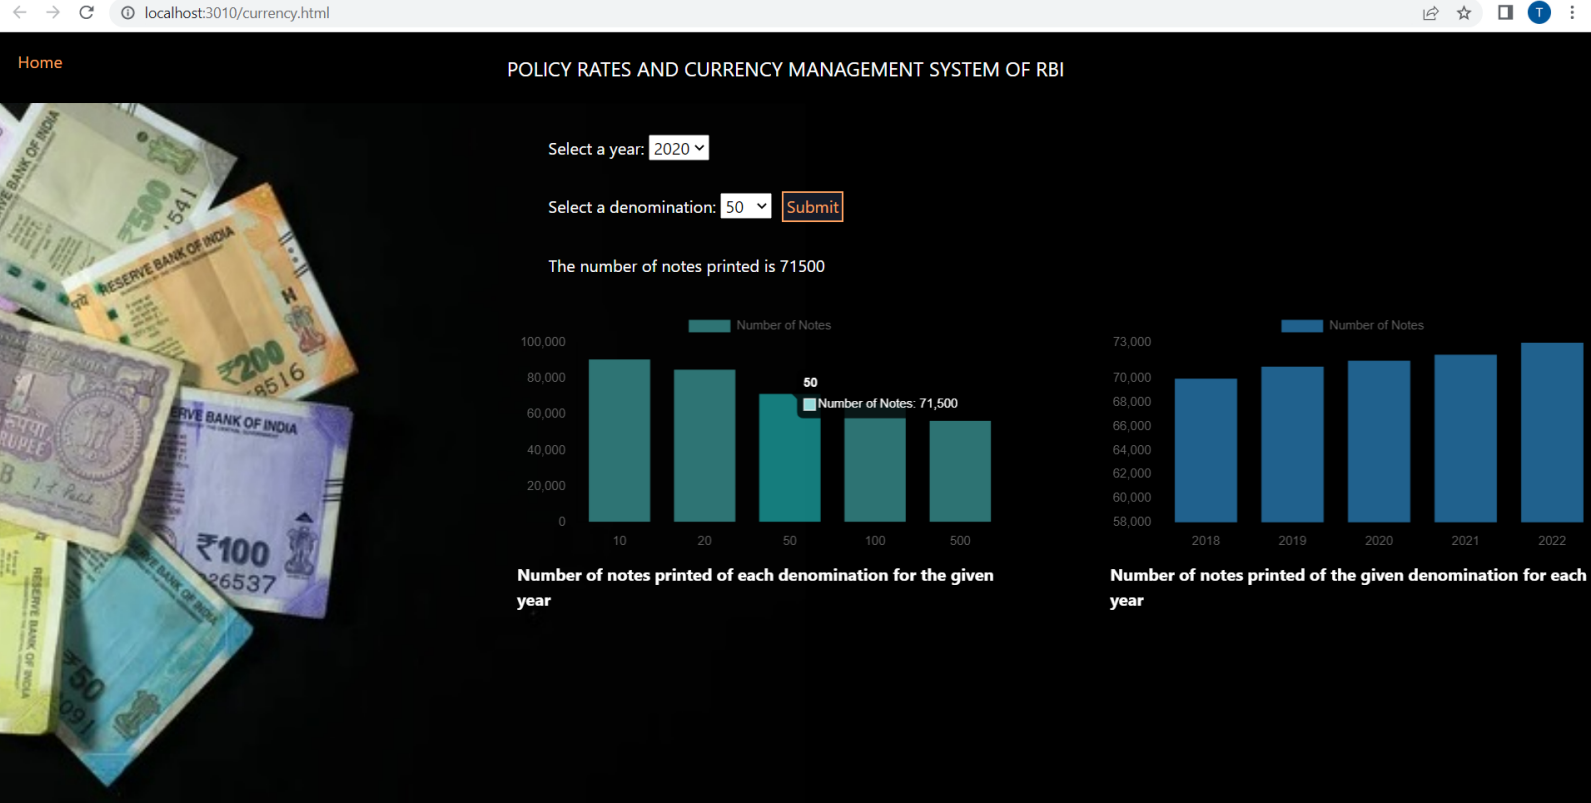 localhost:3010/currency.html
T
Home
POLICY RATES AND CURRENCY MANAGEMENT SYSTEM OF RBI
Select a year: 2020
Select a denomination: 50 Submit
The number of notes printed is 71500
Number of Notes
100,000
80,000
60,000
40,000
20,000
0
50
Number of Notes: 71,500
10 20 50 100 500
Number of notes printed of each denomination for the given
year
Number of Notes
73,000
70,000
68,000
66,000
64,000
62,000
60,000
58,000
2018 2019 2020 2021 2022
Number of notes printed of the given denomination for each
year
BANK OF INDIA
₹500
541
RESERVE BANK OF INDIA
H
₹200
8516
1
RUPEE
B
BANK OF INDIA
₹100
26537
RESERVE BANK OF INDIA
BANK OF INDIA
₹50
091